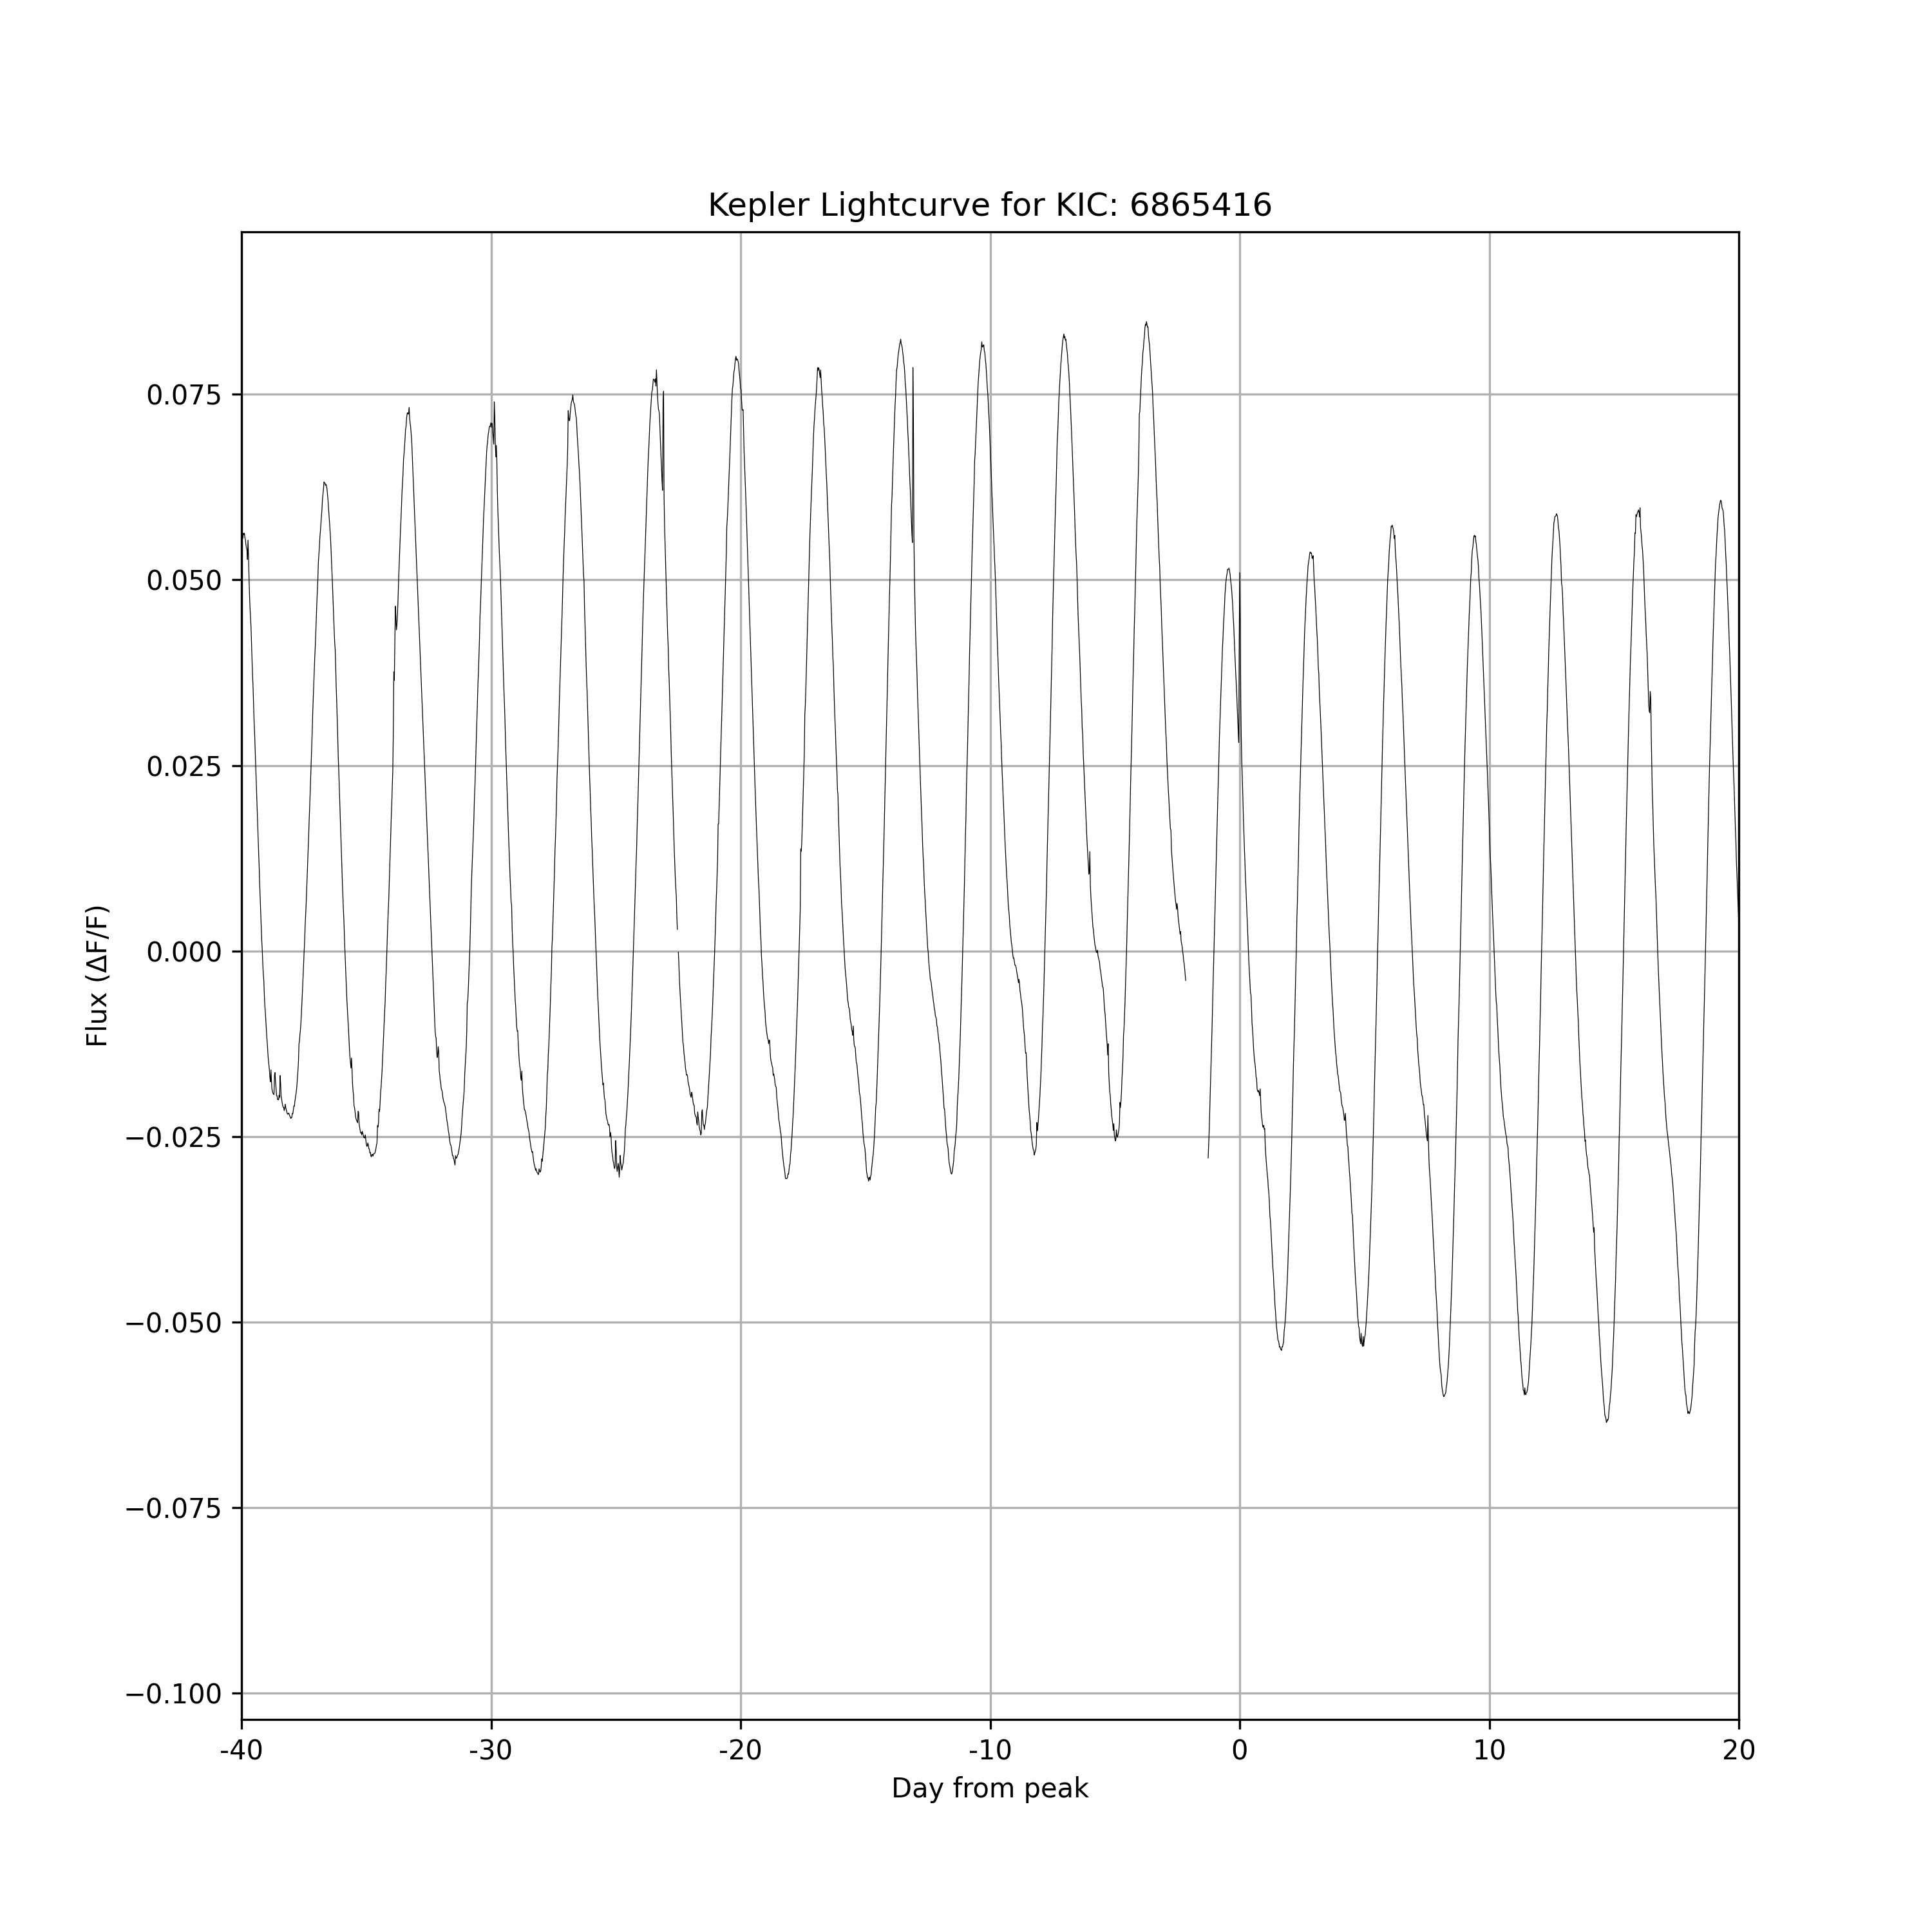 Kepler Lightcurve for KIC: 6865416
Flux (ΔF/F)
0.075
0.050
0.025
0.000
−0.025
−0.050
−0.075
−0.100
-40 -30 -20 -10 0 10 20
Day from peak